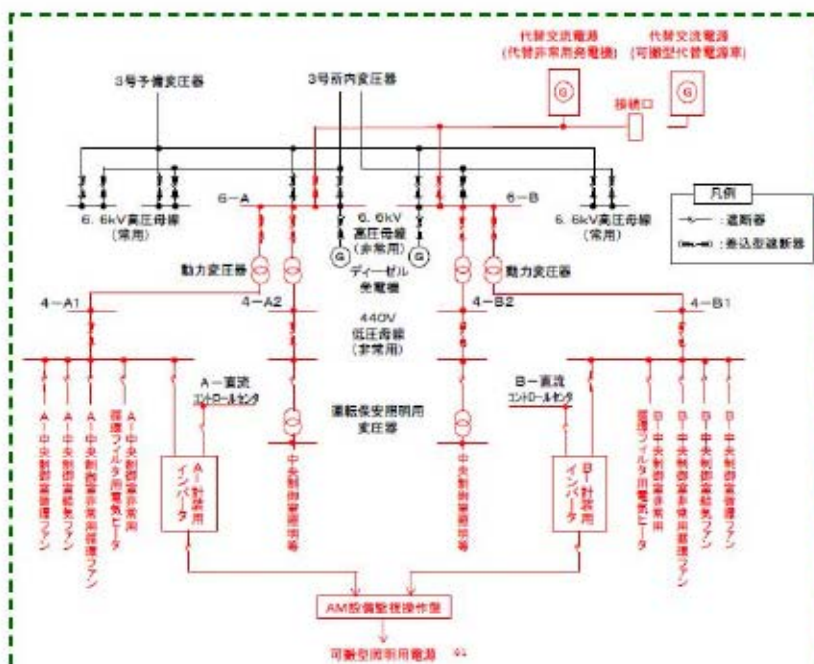 代替交流電源
(代替非常用発電機)
代替交流電源
(可搬型代替電源車)
3号予備変圧器
3号所内変圧器
接続口
G
G
6-A
6-B
凡例
:遮断器
:差込型遮断器
6.6kV高圧母線
(常用)
6.6kV
高圧母線
(非常用)
6.6kV高圧母線
(常用)
G
G
ディーゼル
発電機
動力変圧器
動力変圧器
4-A1
4-A2
4-B2
4-B1
440V
低圧母線
(非常用)
A-直流
コントロールセンタ
B-直流
コントロールセンタ
運転保安照明用
変圧器
A-中央制御室循環ファン
A-中央制御室給気ファン
A-中央制御室非常用循環ファン
A-中央制御室非常用
循環フィルタ用電気ヒータ
A-計装用
インバータ
中央制御室照明等
中央制御室照明等
B-計装用
インバータ
B-中央制御室非常用
循環フィルタ用電気ヒータ
B-中央制御室非常用循環ファン
B-中央制御室給気ファン
B-中央制御室循環ファン
AM設備監視操作盤
可搬型照明用電源 ※1